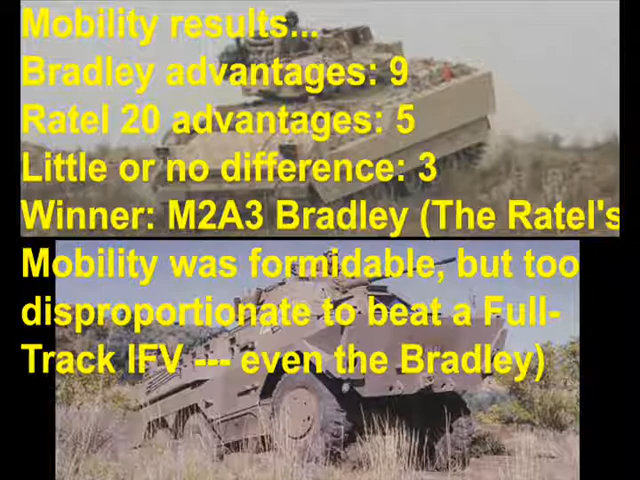 Mobility results...
Bradley advantages: 9
Ratel 20 advantages: 5
Little or no difference: 3
Winner: M2A3 Bradley (The Ratel's
Mobility was formidable, but too
disproportionate to beat a Full-
Track IFV --- even the Bradley)